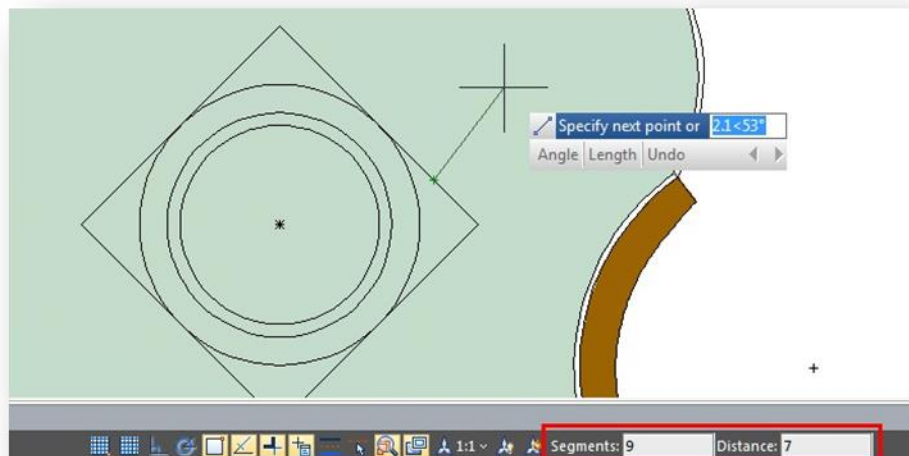 Specify next point or 2.1<53°
Angle Length Undo
1:1 Segments: 9 Distance: 7